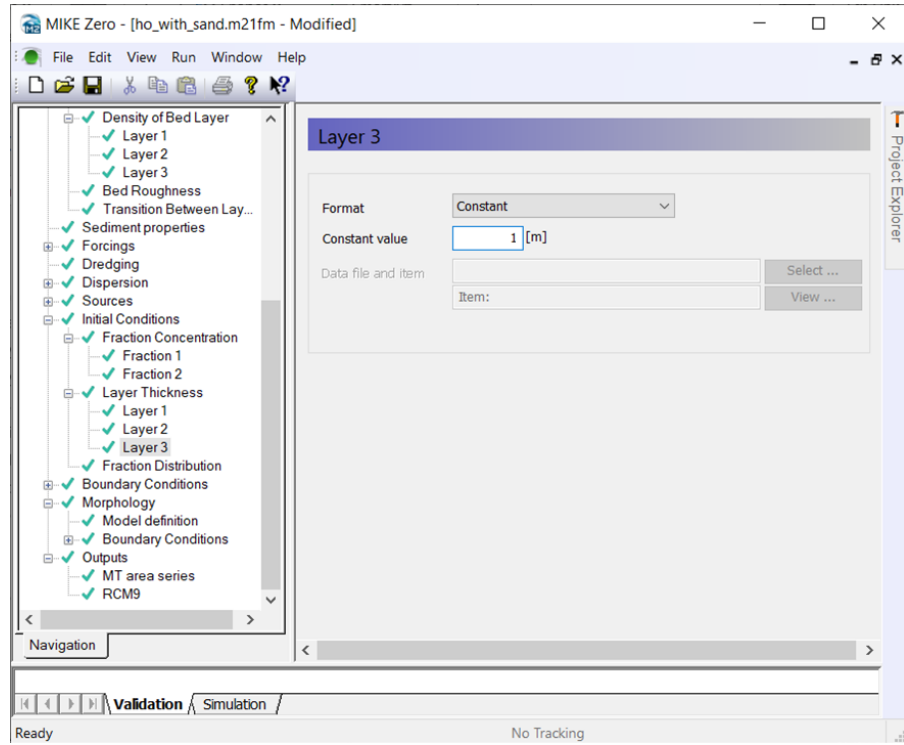 MIKE Zero - [ho_with_sand.m21fm - Modified]
File Edit View Run Window Help
Density of Bed Layer
Layer 1
Layer 2
Layer 3
Bed Roughness
Transition Between Lay...
Sediment properties
Forcings
Dredging
Dispersion
Sources
Initial Conditions
Fraction Concentration
Fraction 1
Fraction 2
Layer Thickness
Layer 1
Layer 2
Layer 3
Fraction Distribution
Boundary Conditions
Morphology
Model definition
Boundary Conditions
Outputs
MT area series
RCM9
Navigation
Layer 3
Format Constant
Constant value 1 [m]
Data file and item Select ...
Item: View ...
Project Explorer
Validation Simulation
Ready No Tracking